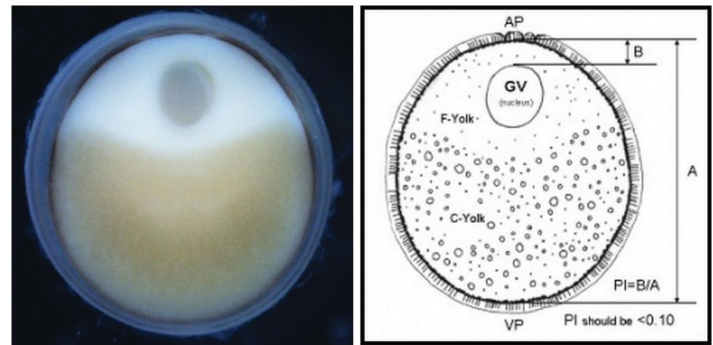 AP
B
GV
(nucleus)
F-Yolk
A
C-Yolk
PI=B/A
VP
PI should be <0.10